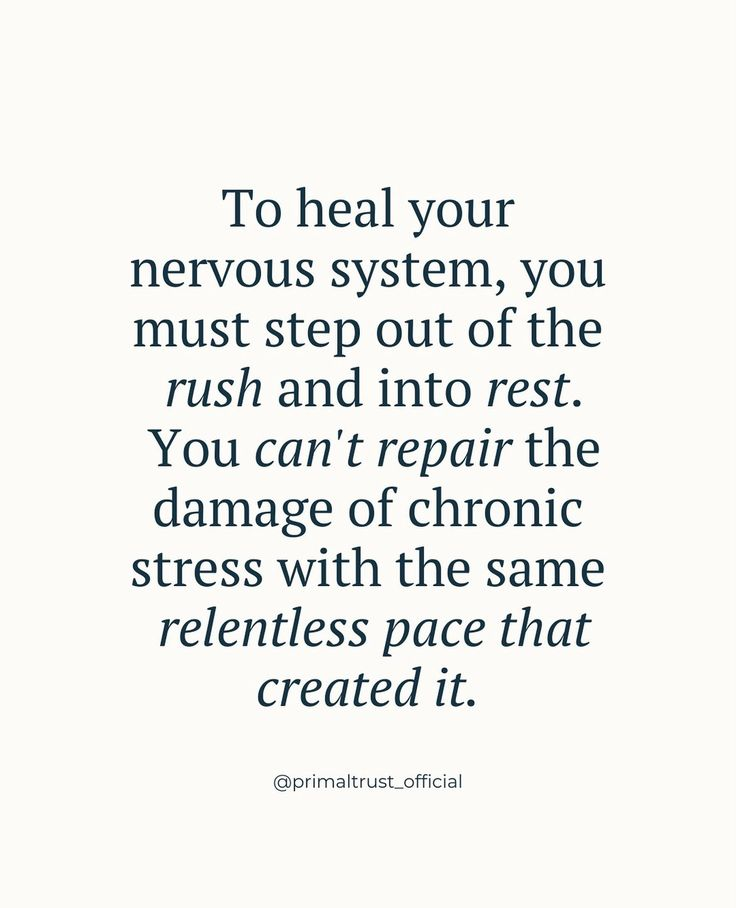 To heal your
nervous system, you
must step out of the
rush and into rest.
You can't repair the
damage of chronic
stress with the same
relentless pace that
created it.
@primaltrust_official